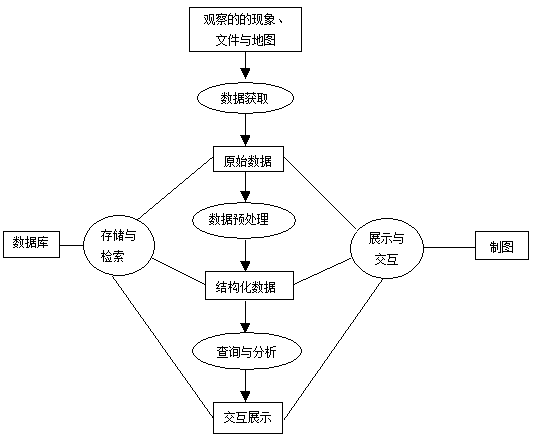 观察的的现象、
文件与地图
数据获取
原始数据
数据预处理
存储与
检索
数据库
展示与
交互
制图
结构化数据
查询与分析
交互展示